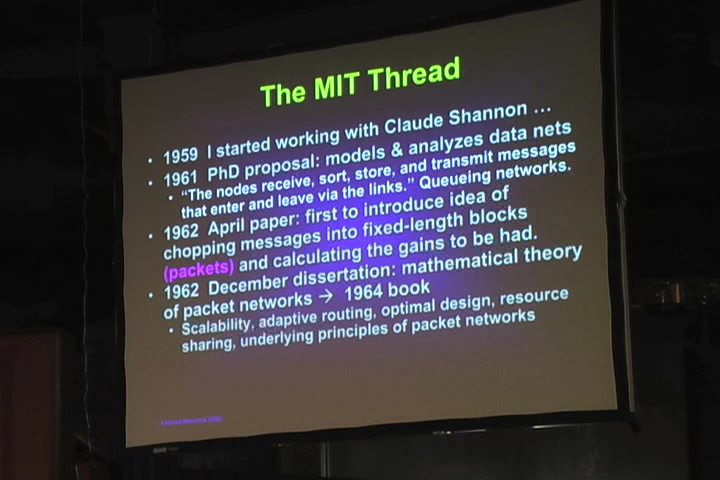 The MIT Thread
• 1959 I started working with Claude Shannon ...
• 1961 PhD proposal: models & analyzes data nets
• “The nodes receive, sort, store, and transmit messages
that enter and leave via the links.” Queueing networks.
• 1962 April paper: first to introduce idea of
chopping messages into fixed-length blocks
(packets) and calculating the gains to be had.
• 1962 December dissertation: mathematical theory
of packet networks → 1964 book
• Scalability, adaptive routing, optimal design, resource
sharing, underlying principles of packet networks